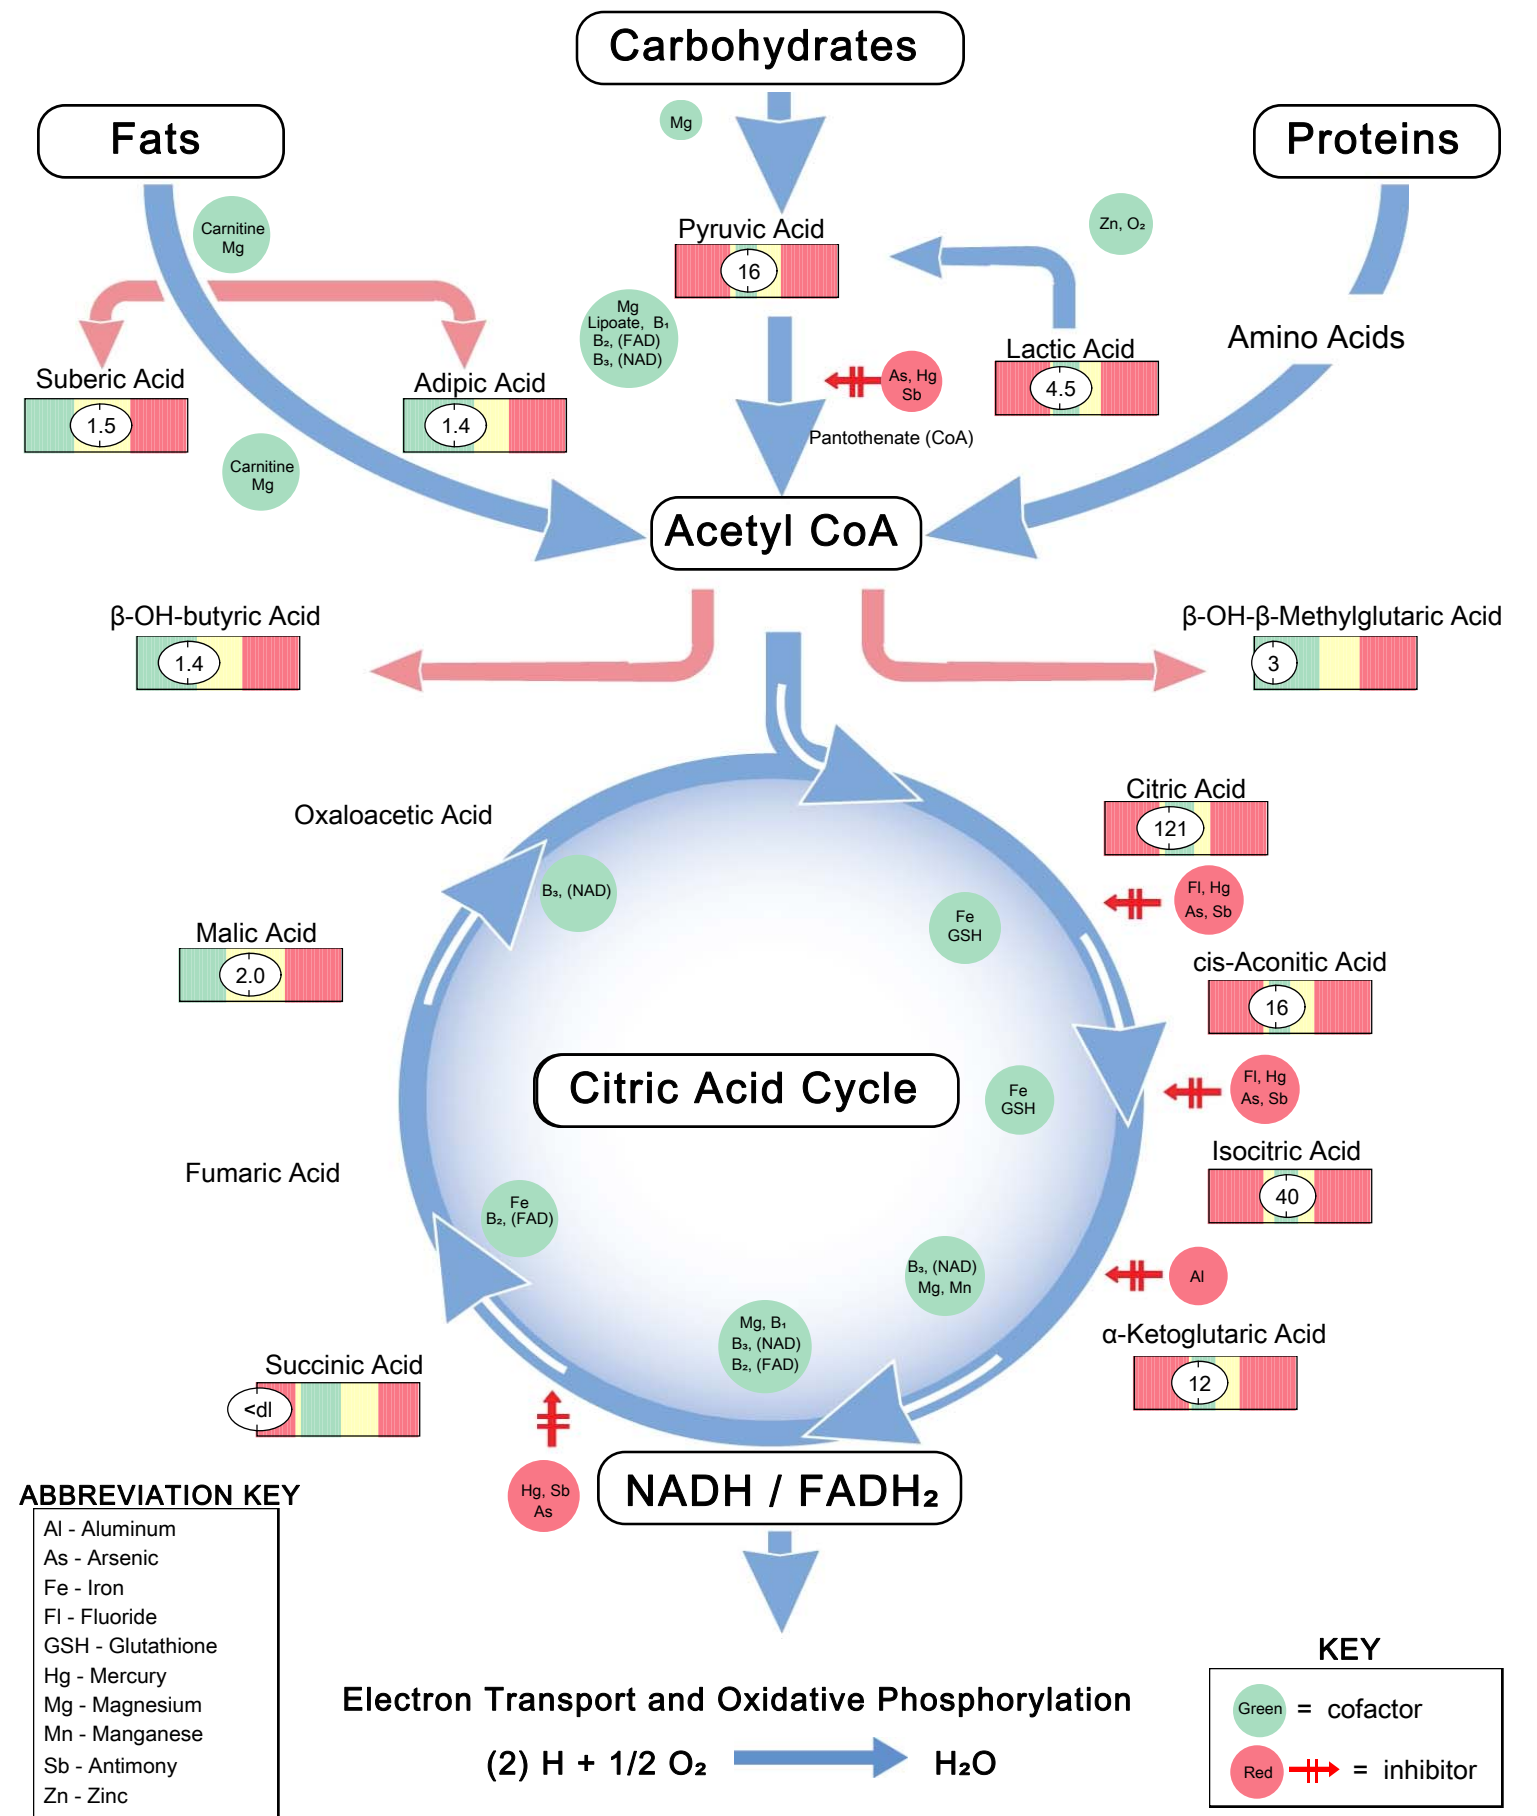 Carbohydrates
Fats
Proteins
Mg
Carnitine
Mg
Zn, O₂
Pyruvic Acid
16
Mg
Lipoate, B₁
B₂, (FAD)
B₃, (NAD)
Lactic Acid
4.5
Amino Acids
As, Hg
Sb
Suberic Acid
1.5
Adipic Acid
1.4
Pantothenate (CoA)
Carnitine
Mg
Acetyl CoA
β-OH-butyric Acid
1.4
β-OH-β-Methylglutaric Acid
3
Citric Acid
121
Oxaloacetic Acid
B₃, (NAD)
Fl, Hg
As, Sb
Fe
GSH
Malic Acid
2.0
cis-Aconitic Acid
16
Citric Acid Cycle
Fe
GSH
Fl, Hg
As, Sb
Isocitric Acid
40
Fumaric Acid
Fe
B₂, (FAD)
B₃, (NAD)
Mg, Mn
Al
Mg, B₁
B₃, (NAD)
B₂, (FAD)
α-Ketoglutaric Acid
12
Succinic Acid
<dl
Hg, Sb
As
NADH / FADH₂
ABBREVIATION KEY
Al - Aluminum
As - Arsenic
Fe - Iron
Fl - Fluoride
GSH - Glutathione
Hg - Mercury
Mg - Magnesium
Mn - Manganese
Sb - Antimony
Zn - Zinc
Electron Transport and Oxidative Phosphorylation
(2) H + 1/2 O₂ H₂O
KEY
Green = cofactor
Red = inhibitor